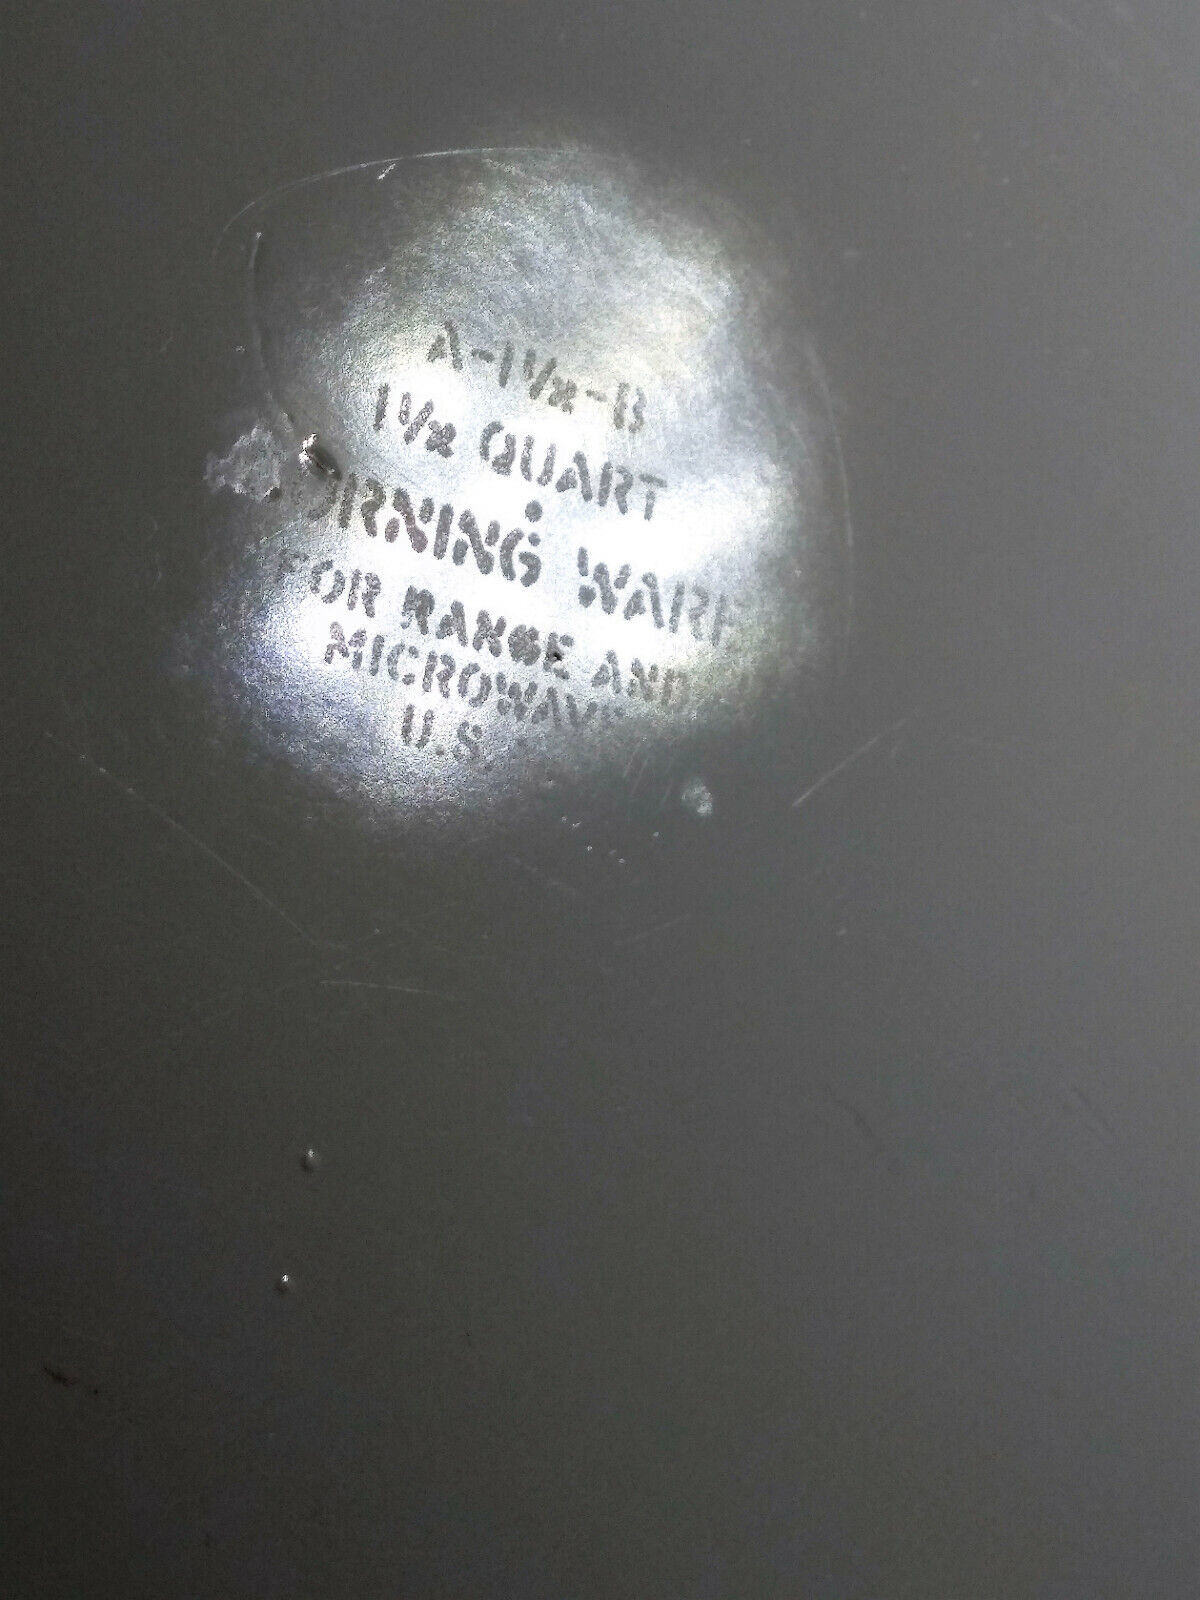 A-1½-B
1½ QUART
ORNING WARE
FOR RANGE AND
MICROWAVE
U.S